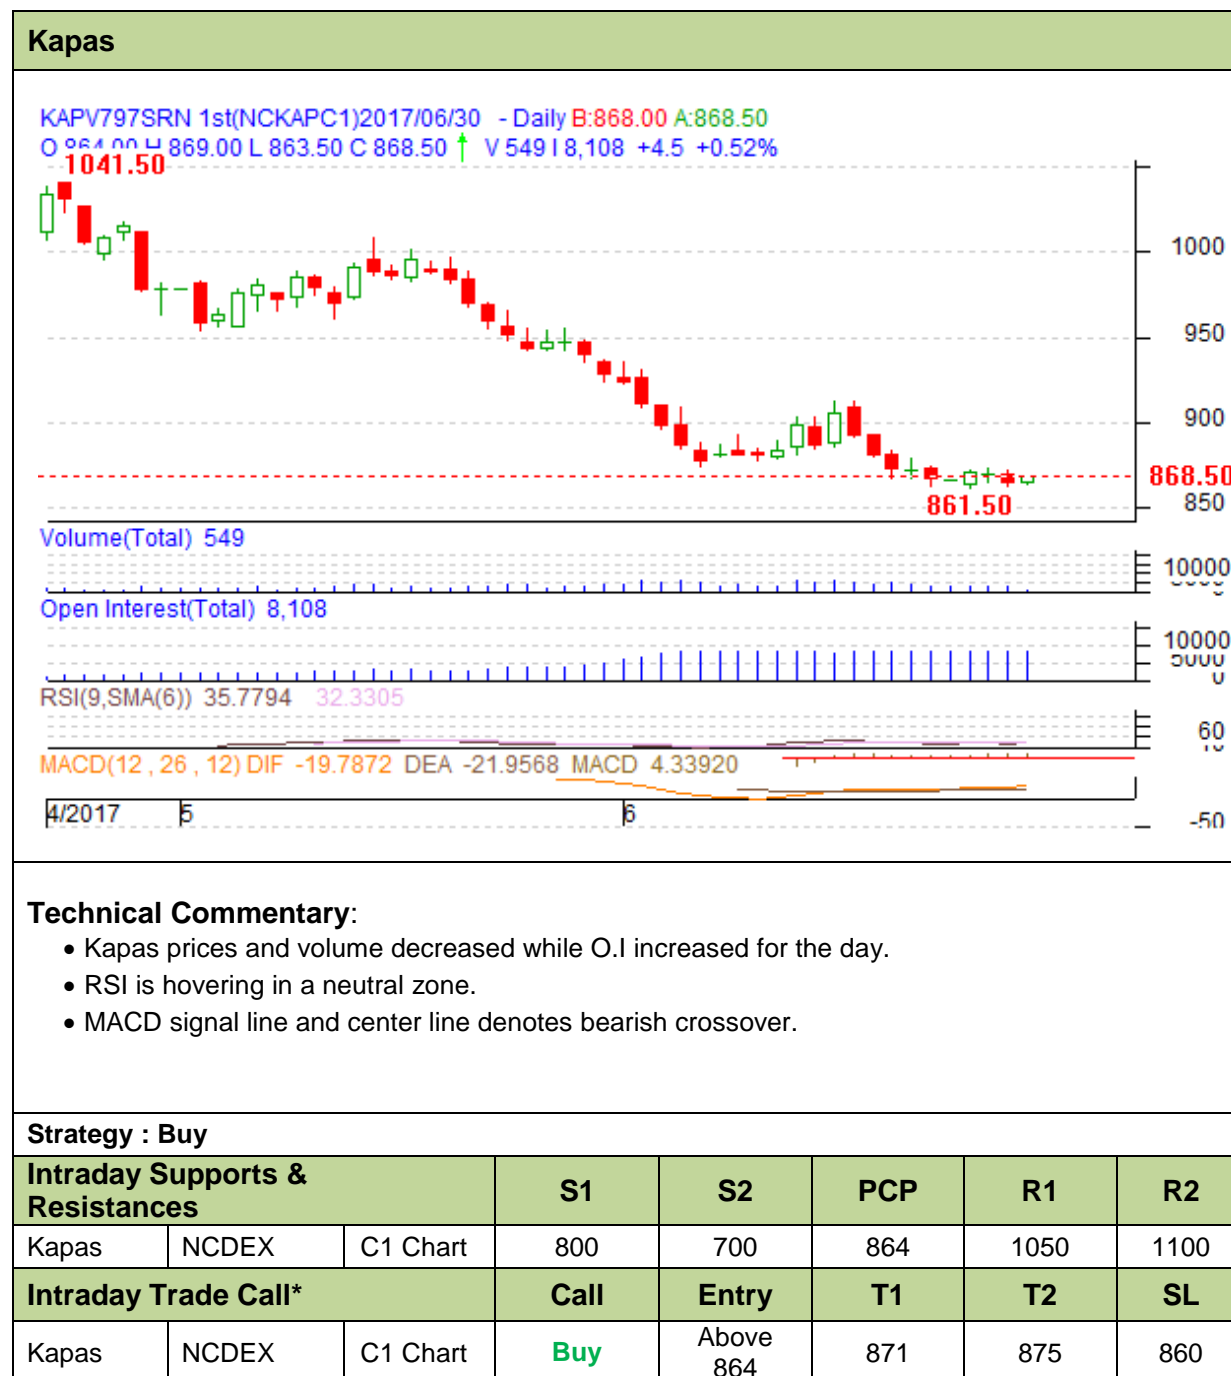 Kapas
KAPV797SRN 1st(NCKAPC1)2017/06/30 - Daily B:868.00 A:868.50
O 864.00 H 869.00 L 863.50 C 868.50 V 549 I 8,108 +4.5 +0.52%
1041.50
1000
950
900
868.50
861.50
850
Volume(Total) 549
10000
Open Interest(Total) 8,108
10000
5000
0
RSI(9,SMA(6)) 35.7794 32.3305
60
MACD(12 , 26 , 12) DIF -19.7872 DEA -21.9568 MACD 4.33920
4/2017 5 6
-50
Technical Commentary:
• Kapas prices and volume decreased while O.I increased for the day.
• RSI is hovering in a neutral zone.
• MACD signal line and center line denotes bearish crossover.
Strategy : Buy
Intraday Supports &
Resistances S1 S2 PCP R1 R2
Kapas NCDEX C1 Chart 800 700 864 1050 1100
Intraday Trade Call* Call Entry T1 T2 SL
Kapas NCDEX C1 Chart Buy Above
864 871 875 860